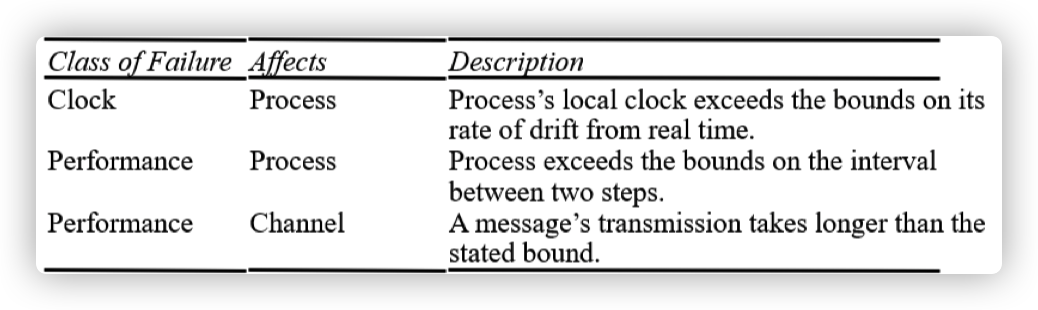 Class of Failure Affects Description
Clock Process Process’s local clock exceeds the bounds on its
rate of drift from real time.
Performance Process Process exceeds the bounds on the interval
between two steps.
Performance Channel A message’s transmission takes longer than the
stated bound.